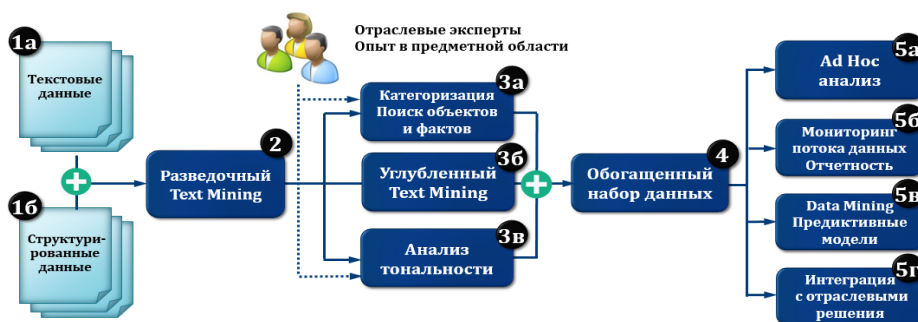 1а
Текстовые
данные
1б
Структури-
рованные
данные
Отраслевые эксперты
Опыт в предметной области
2
Разведочный
Text Mining
3а
Категоризация
Поиск объектов
и фактов
3б
Углубленный
Text Mining
3в
Анализ
тональности
4
Обогащенный
набор данных
5а
Ad Hoc
анализ
5б
Мониторинг
потока данных
Отчетность
5в
Data Mining
Предиктивные
модели
5г
Интеграция
с отраслевыми
решения